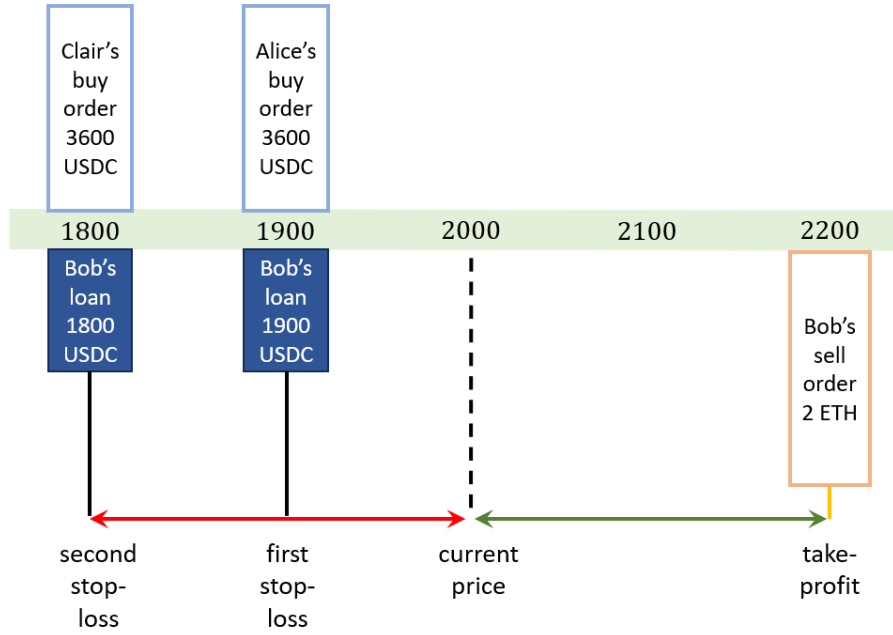 Clair's
buy
order
3600
USDC
Alice's
buy
order
3600
USDC
1800
1900
2000
2100
2200
Bob's
loan
1800
USDC
Bob's
loan
1900
USDC
Bob's
sell
order
2 ETH
second
stop-
loss
first
stop-
loss
current
price
take-
profit